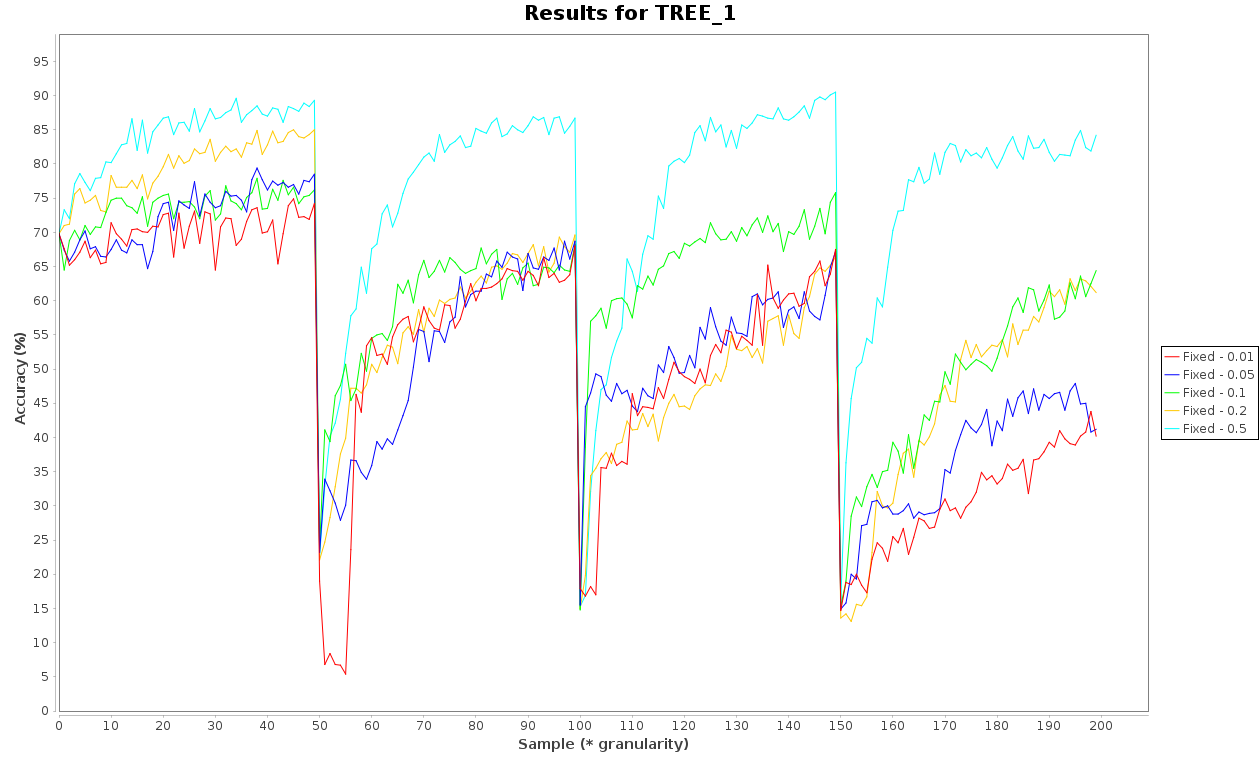 Results for TREE_1
Accuracy (%)
95
90
85
80
75
70
65
60
55
50
45
40
35
30
25
20
15
10
5
0
0 10 20 30 40 50 60 70 80 90 100 110 120 130 140 150 160 170 180 190 200
Sample (* granularity)
Fixed - 0.01
Fixed - 0.05
Fixed - 0.1
Fixed - 0.2
Fixed - 0.5